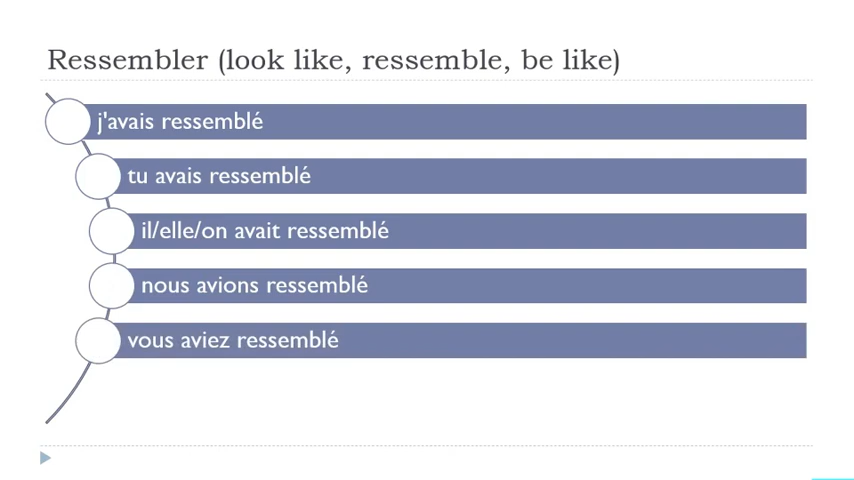 Ressembler (look like, ressemble, be like)
j'avais ressemblé
tu avais ressemblé
il/elle/on avait ressemblé
nous avions ressemblé
vous aviez ressemblé